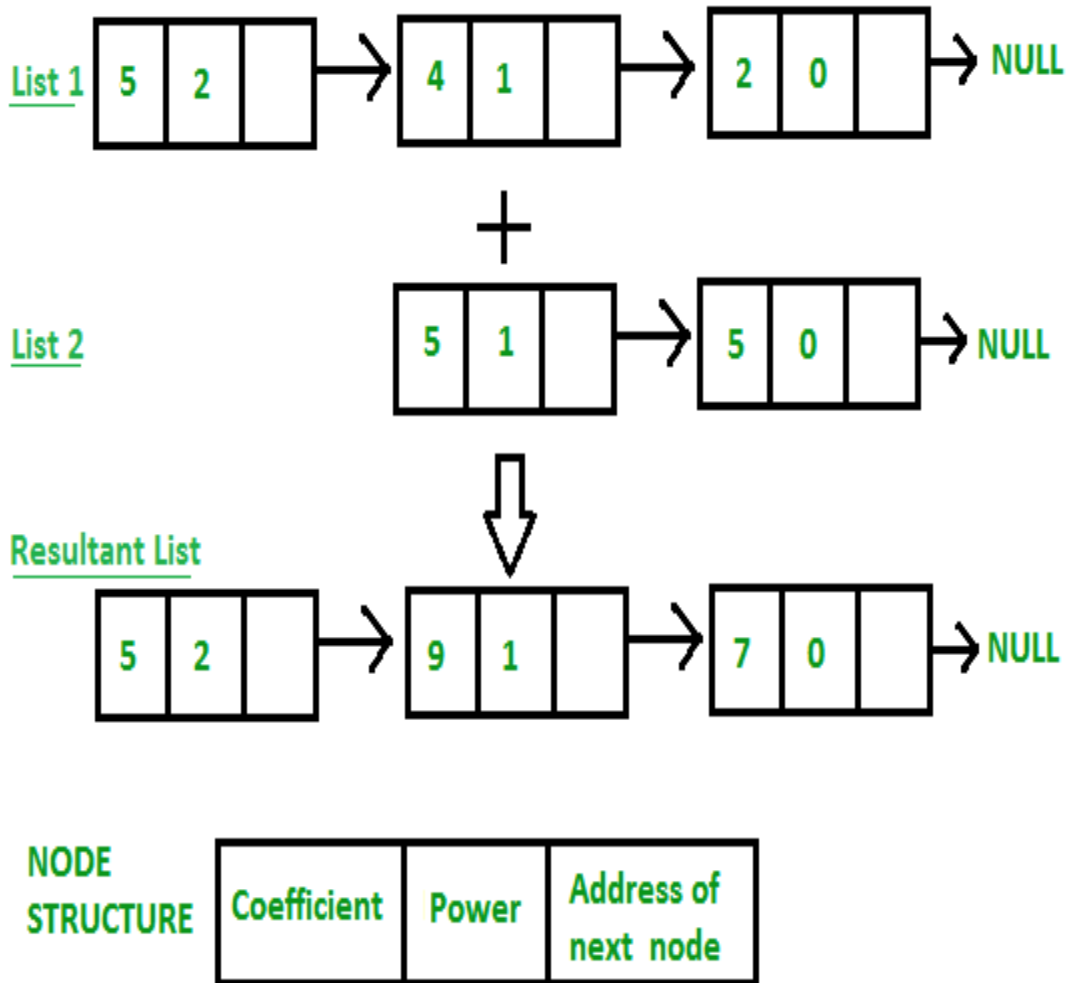 List 1 5 2 4 1 2 0 NULL
+
List 2 5 1 5 0 NULL
Resultant List
5 2 9 1 7 0 NULL
NODE
STRUCTURE
Coefficient Power Address of
next node